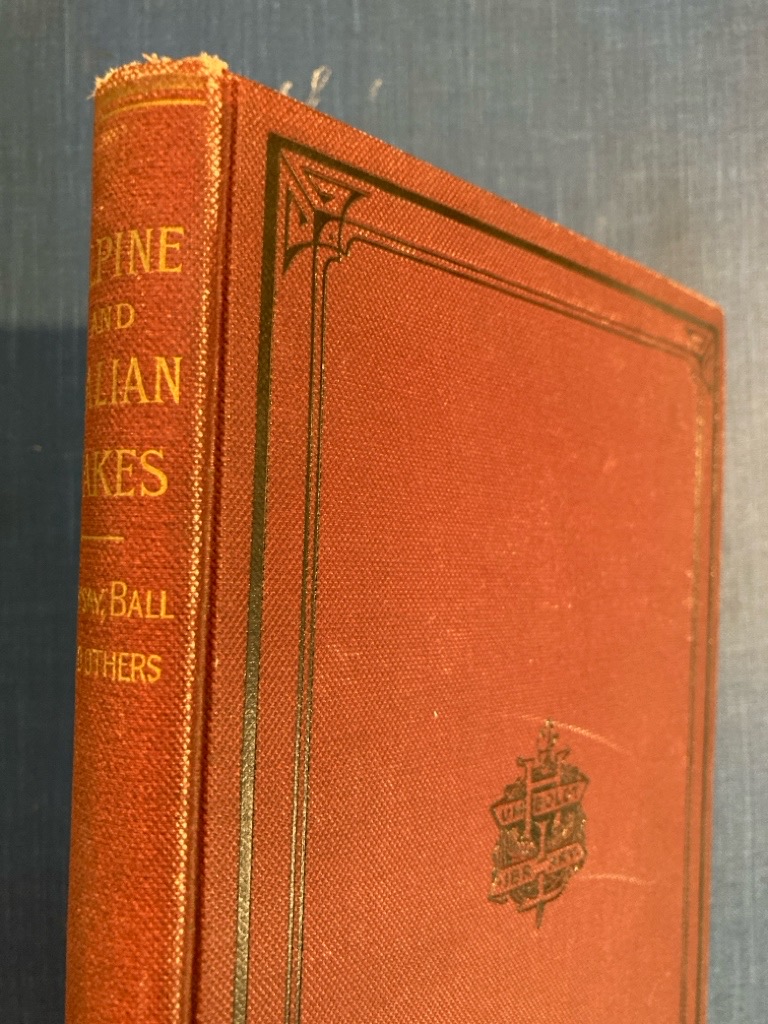 LPINE
AND
ALIAN
AKES
SAY, BALL
OTHERS